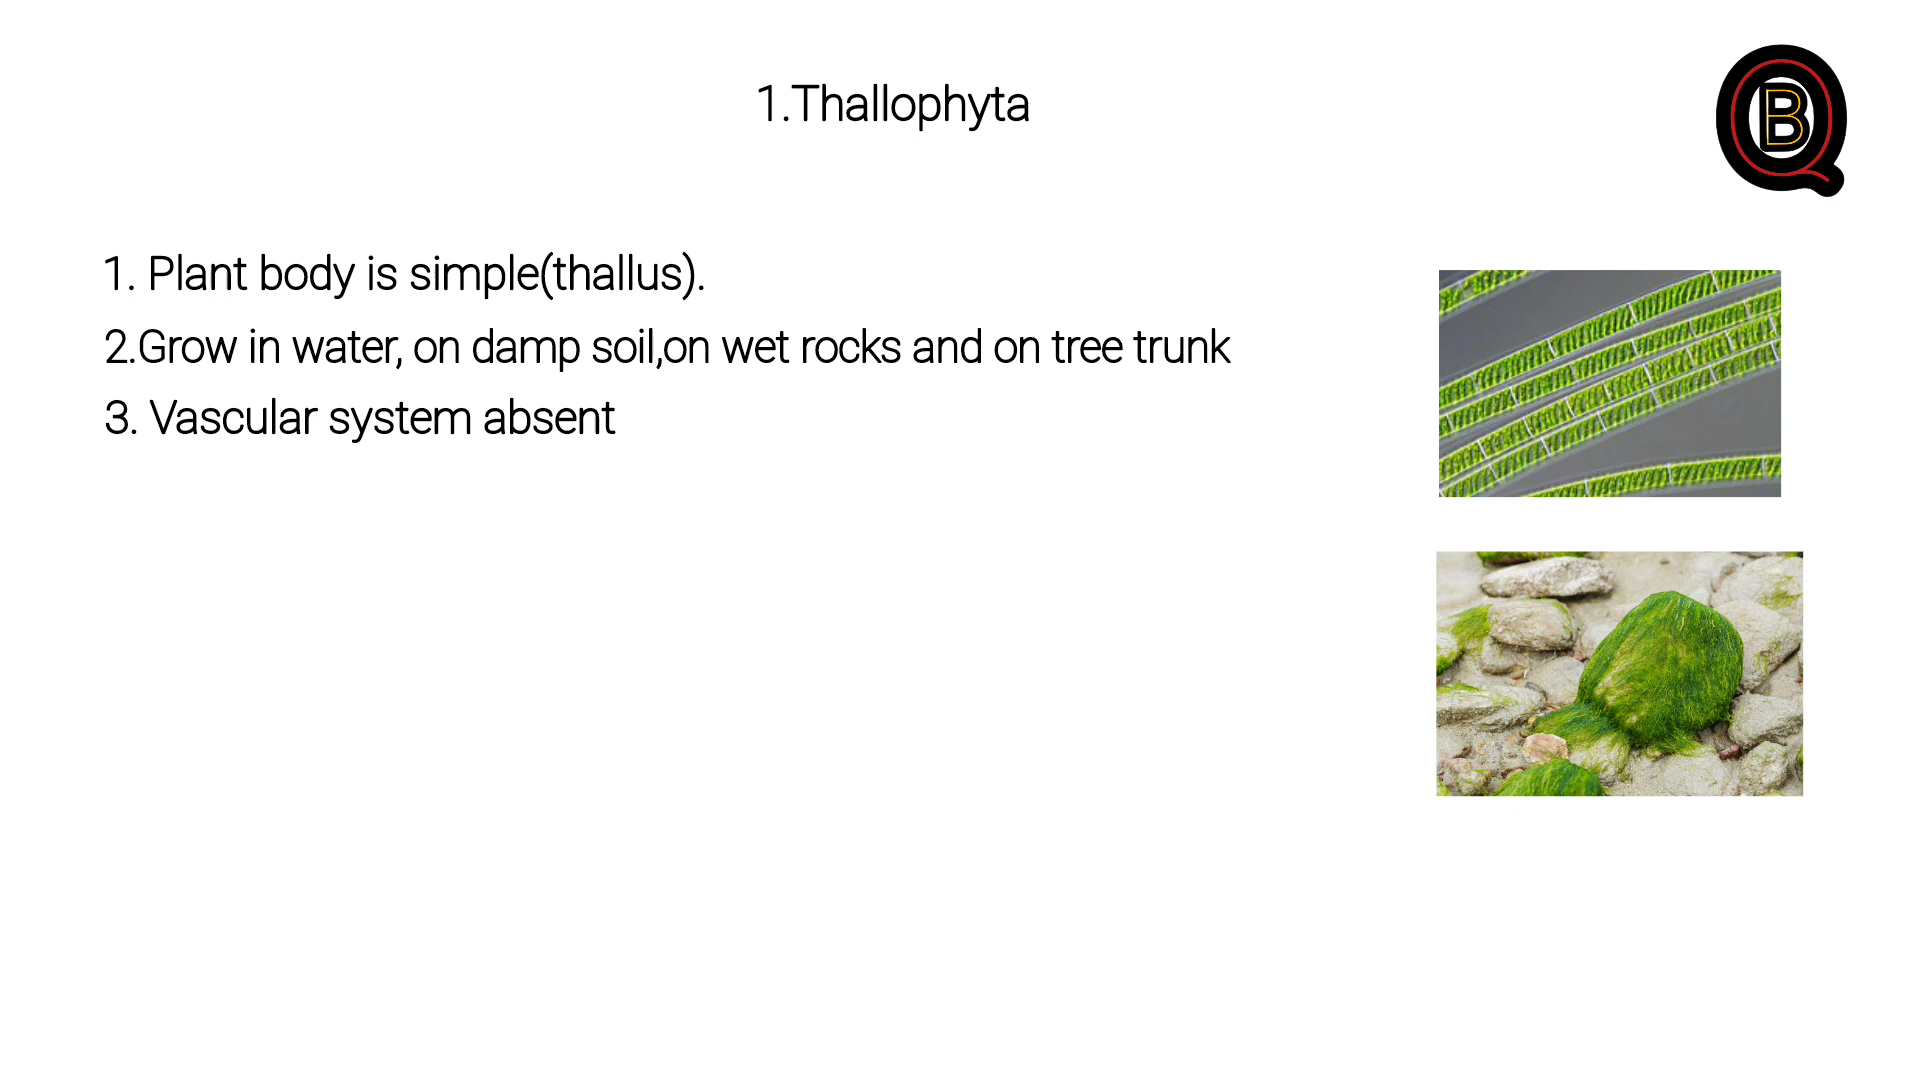 1.Thallophyta
QB
1. Plant body is simple(thallus).
2.Grow in water, on damp soil,on wet rocks and on tree trunk
3. Vascular system absent